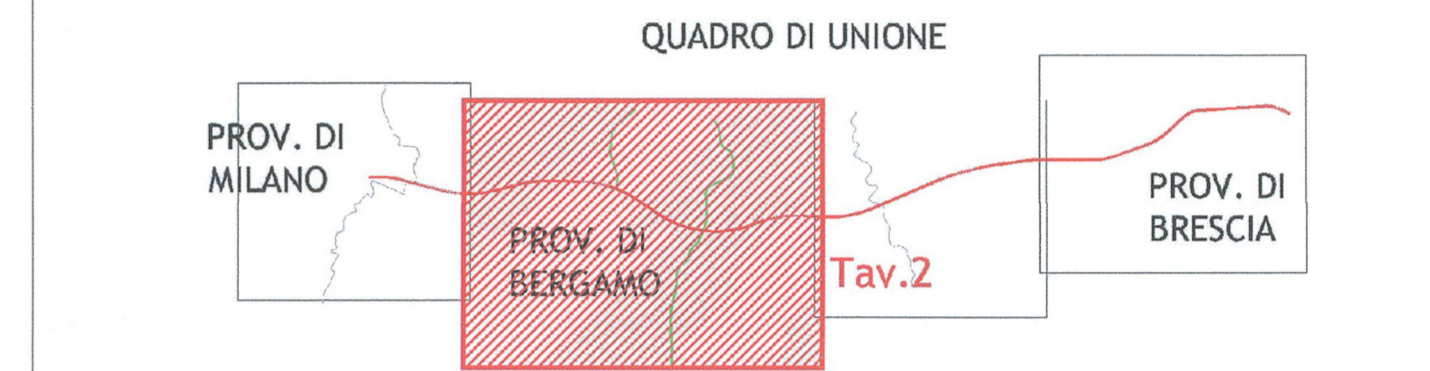 QUADRO DI UNIONE
PROV. DI
MILANO
PROV. DI
BERGAMO
Tav.2
PROV. DI
BRESCIA